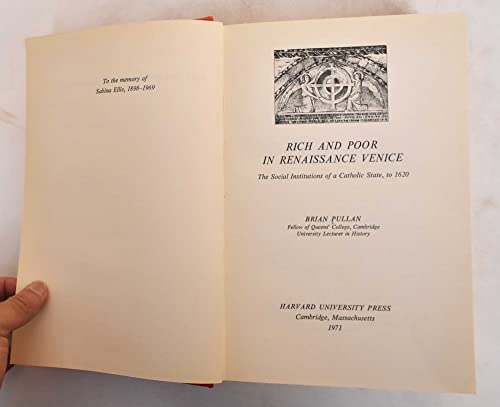 To the memory of
Sabina Ellis, 1898–1969
RICH AND POOR
IN RENAISSANCE VENICE
The Social Institutions of a Catholic State, to 1620
BRIAN PULLAN
Fellow of Queens' College, Cambridge
University Lecturer in History
HARVARD UNIVERSITY PRESS
Cambridge, Massachusetts
1971